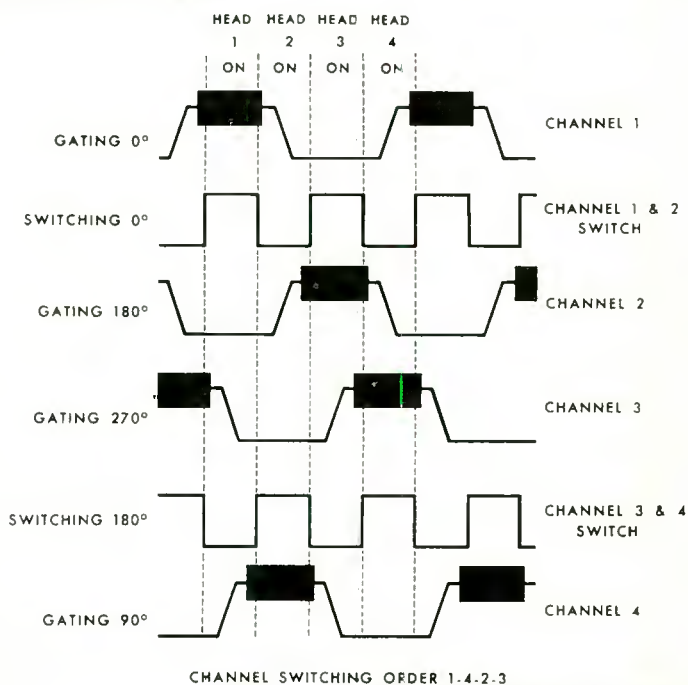 HEAD HEAD HEAD HEAD
1 2 3 4
ON ON ON ON
GATING 0°
CHANNEL 1
SWITCHING 0°
CHANNEL 1 & 2
SWITCH
GATING 180°
CHANNEL 2
GATING 270°
CHANNEL 3
SWITCHING 180°
CHANNEL 3 & 4
SWITCH
GATING 90°
CHANNEL 4
CHANNEL SWITCHING ORDER 1-4-2-3